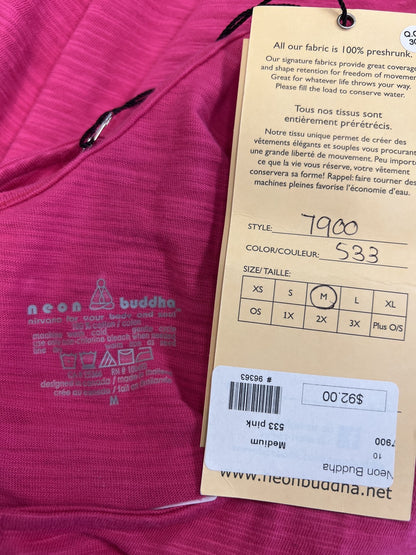 All our fabric is 100% preshrunk.
Our signature fabrics provide great coverage
and shape retention for freedom of movement
Great for whatever life throws your way.
Please fill the load to conserve water.
Tous nos tissus sont
entièrement prérétrécis.
Notre tissu unique permet de créer des
vêtements élégants et souples vous procurant
une grande liberté de mouvement. Peu import
ce que la vie vous réserve, votre vêtement
conservera sa forme! Rappel: faire tourner des
machines pleines favorise l'économie d'eau.
STYLE: 7900
COLOR/COULEUR: 533
SIZE/TAILLE:
XS S M L XL
OS 1X 2X 3X Plus O/S
$92.00
# 96363
7900
533 pink
10
Medium
Neon Buddha
www.neonbuddha.net
neon buddha
nirvana for your body and soul
M